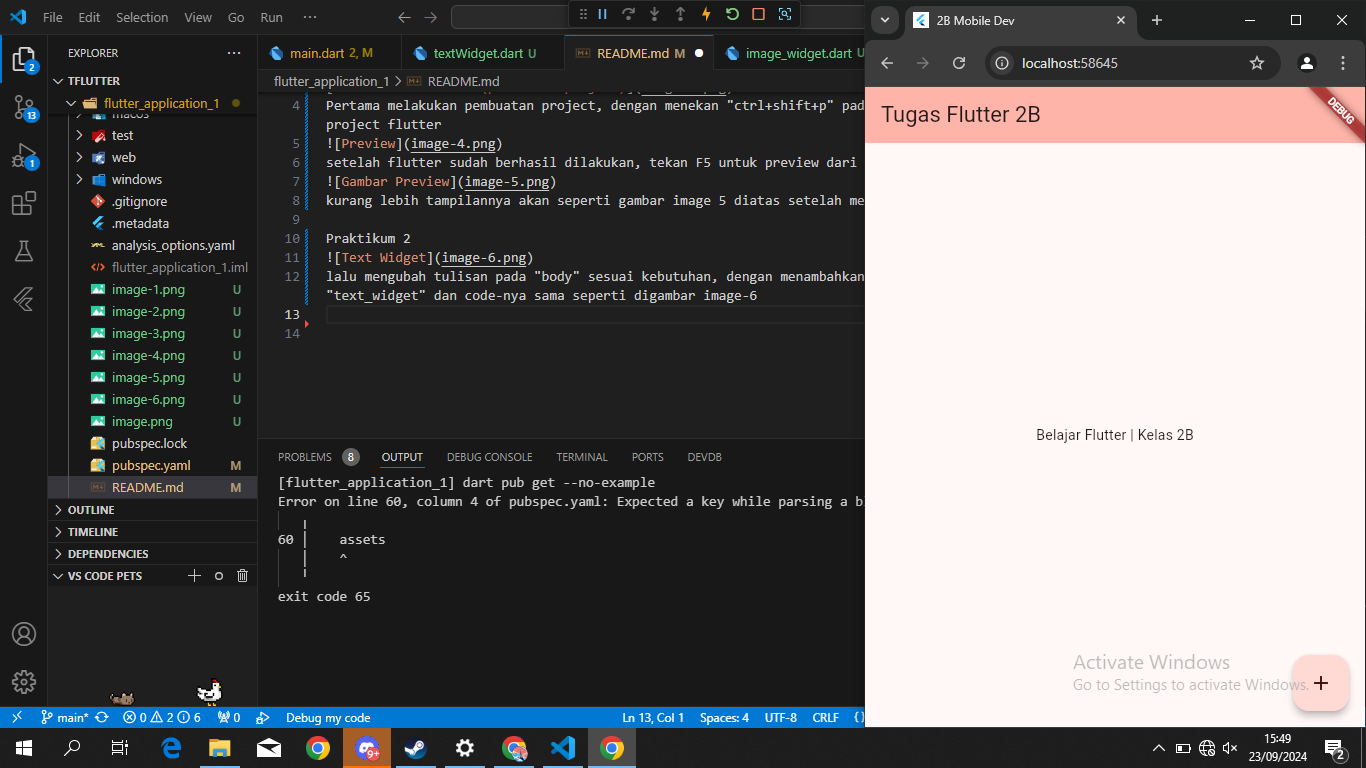 File Edit Selection View Go Run ···
2B Mobile Dev
localhost:58645
EXPLORER
TFLUTTER
flutter_application_1
macos
test
web
windows
.gitignore
.metadata
analysis_options.yaml
flutter_application_1.iml
image-1.png U
image-2.png U
image-3.png U
image-4.png U
image-5.png U
image-6.png U
image.png U
pubspec.lock
pubspec.yaml M
README.md M
OUTLINE
TIMELINE
DEPENDENCIES
VS CODE PETS
2
13
1
main.dart 2, M
textWidget.dart U
README.md M
image_widget.dart U
flutter_application_1 > README.md
4 Pertama melakukan pembuatan project, dengan menekan "ctrl+shift+p" pad
project flutter
5 ![Preview](image-4.png)
6 setelah flutter sudah berhasil dilakukan, tekan F5 untuk preview dari
7 ![Gambar Preview](image-5.png)
8 kurang lebih tampilannya akan seperti gambar image 5 diatas setelah me
9
10 Praktikum 2
11 ![Text Widget](image-6.png)
12 lalu mengubah tulisan pada "body" sesuai kebutuhan, dengan menambahkan
"text_widget" dan code-nya sama seperti digambar image-6
13
14
PROBLEMS 8 OUTPUT DEBUG CONSOLE TERMINAL PORTS DEVDB
[flutter_application_1] dart pub get --no-example
Error on line 60, column 4 of pubspec.yaml: Expected a key while parsing a b
60 │ assets
^
exit code 65
Tugas Flutter 2B
DEBUG
Belajar Flutter | Kelas 2B
Activate Windows
Go to Settings to activate Windows.
+
main* 0 2 6 0 Debug my code Ln 13, Col 1 Spaces: 4 UTF-8 CRLF {}
9+
15:49
23/09/2024
2